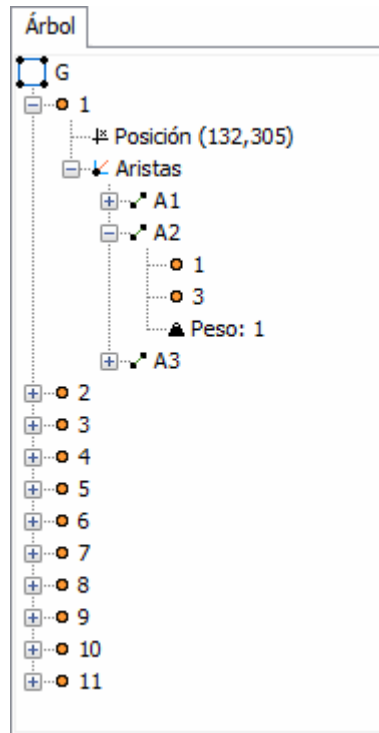 Árbol
G
1
Posición (132,305)
Aristas
A1
A2
1
3
Peso: 1
A3
2
3
4
5
6
7
8
9
10
11